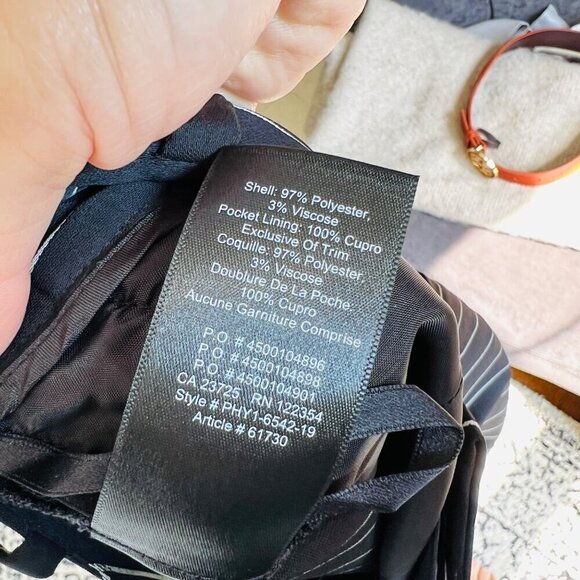 Shell: 97% Polyester,
3% Viscose
Pocket Lining: 100% Cupro
Exclusive Of Trim
Coquille: 97% Polyester,
3% Viscose
Doublure De La Poche
100% Cupro
Aucune Garniture Comprise
P.O. # 4500104896
P.O. # 4500104898
P.O. # 4500104901
CA 23725 RN 122354
Style # PHY1-6542-19
Article # 61730